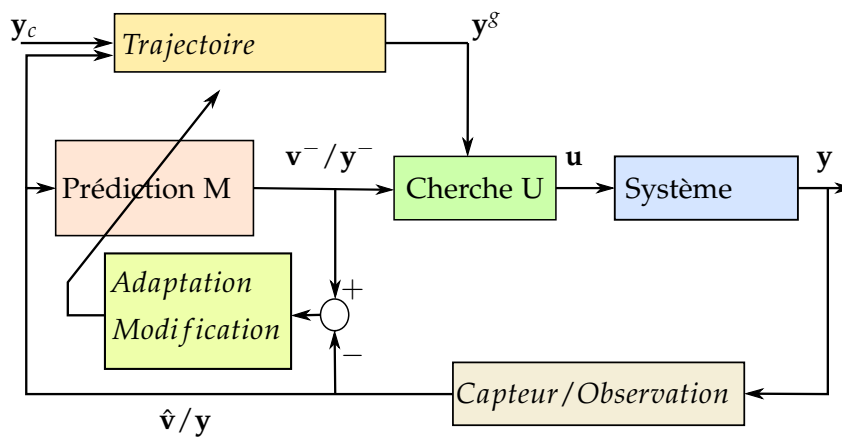 y_c
Trajectoire
y^g
Prédiction M
v^−/y^−
Cherche U
u
Système
y
Adaptation
Modification
+
−
Capteur/Observation
v̂/y